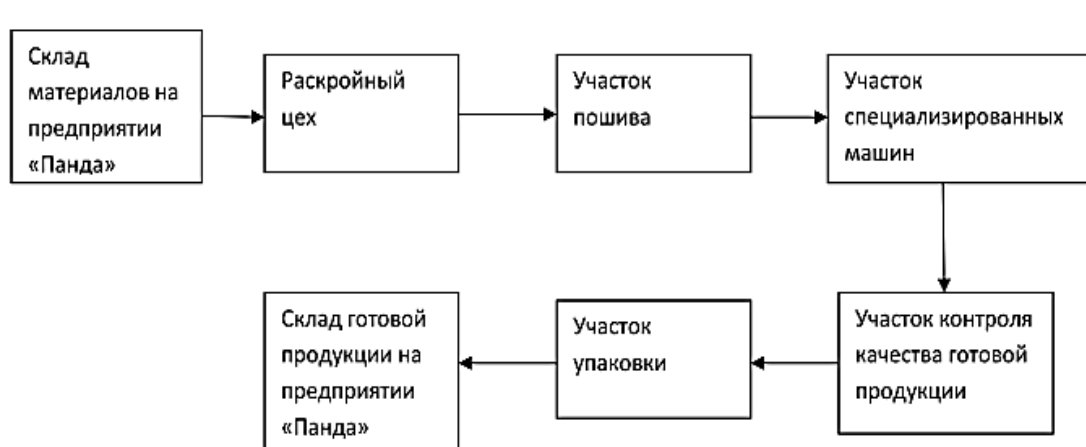 Склад
материалов на
предприятии
«Панда»
Раскройный
цех
Участок
пошива
Участок
специализированных
машин
Участок контроля
качества готовой
продукции
Участок
упаковки
Склад готовой
продукции на
предприятии
«Панда»